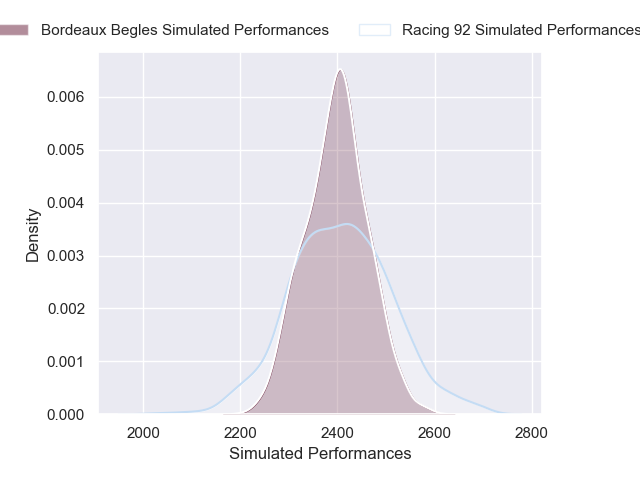 Bordeaux Begles Simulated Performances
Racing 92 Simulated Performances
0.006
0.005
0.004
0.003
0.002
0.001
0.000
Density
2000 2200 2400 2600 2800
Simulated Performances